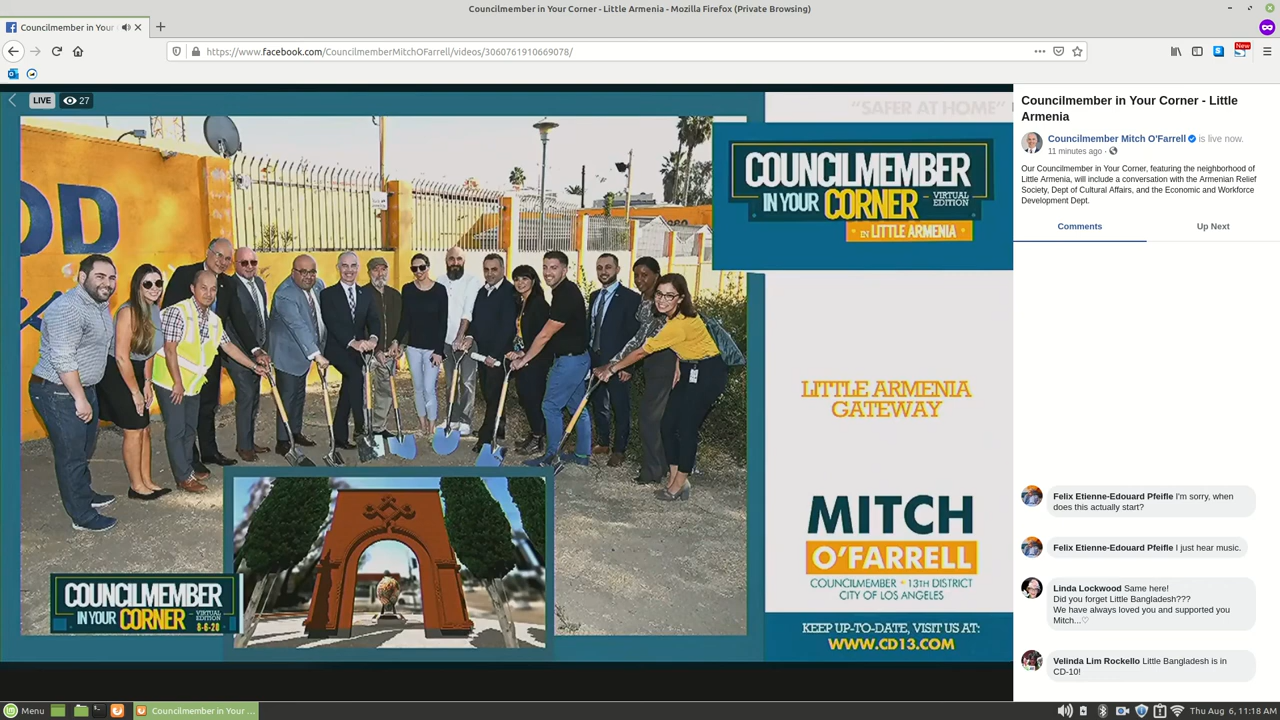 Councilmember in Your Corner - Little Armenia - Mozilla Firefox (Private Browsing)
Councilmember in Your
https://www.facebook.com/CouncilmemberMitchOFarrell/videos/3060761910669078/
New
LIVE
27
"SAFER AT HOME"
COUNCILMEMBER
IN YOUR CORNER
VIRTUAL
EDITION
IN LITTLE ARMENIA
LITTLE ARMENIA
GATEWAY
MITCH
O'FARRELL
COUNCILMEMBER • 13TH DISTRICT
CITY OF LOS ANGELES
KEEP UP-TO-DATE, VISIT US AT:
WWW.CD13.COM
OD
COUNCILMEMBER
IN YOUR CORNER
VIRTUAL
EDITION
8-6-20
Councilmember in Your Corner - Little
Armenia
Councilmember Mitch O'Farrell is live now.
11 minutes ago ·
Our Councilmember in Your Corner, featuring the neighborhood of
Little Armenia, will include a conversation with the Armenian Relief
Society, Dept of Cultural Affairs, and the Economic and Workforce
Development Dept.
Comments
Up Next
Felix Etienne-Edouard Pfeifle I'm sorry, when
does this actually start?
Felix Etienne-Edouard Pfeifle I just hear music.
Linda Lockwood Same here!
Did you forget Little Bangladesh???
We have always loved you and supported you
Mitch...♡
Velinda Lim Rockello Little Bangladesh is in
CD-10!
Menu
Councilmember in Your ...
Thu Aug 6, 11:18 AM